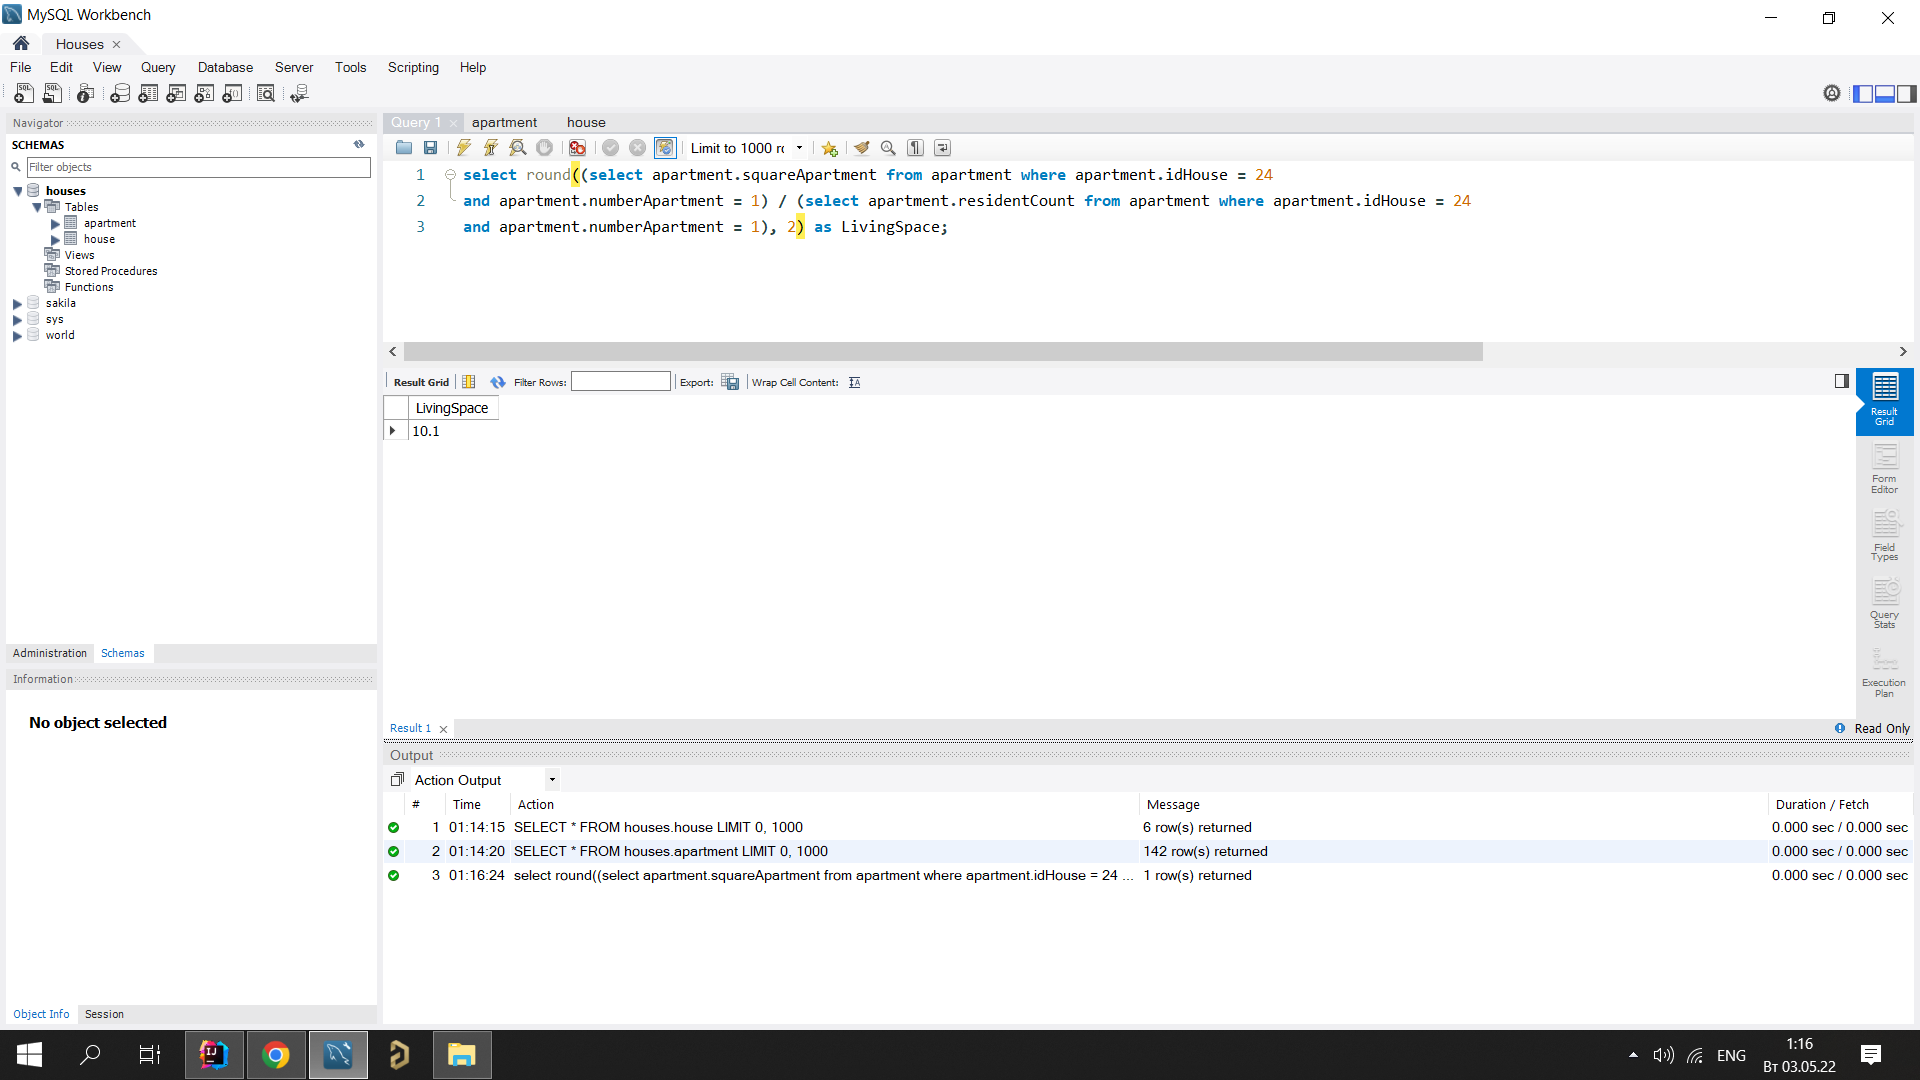 MySQL Workbench
Houses
File Edit View Query Database Server Tools Scripting Help
Navigator
SCHEMAS
Filter objects
houses
Tables
apartment
house
Views
Stored Procedures
Functions
sakila
sys
world
Administration Schemas
Information
No object selected
Object Info Session
Query 1 apartment house
Limit to 1000 rc
1 select round((select apartment.squareApartment from apartment where apartment.idHouse = 24
2 and apartment.numberApartment = 1) / (select apartment.residentCount from apartment where apartment.idHouse = 24
3 and apartment.numberApartment = 1), 2) as LivingSpace;
Result Grid Filter Rows: Export: Wrap Cell Content:
LivingSpace
10.1
Result Grid
Form Editor
Field Types
Query Stats
Execution Plan
Result 1 Read Only
Output
Action Output
# Time Action Message Duration / Fetch
1 01:14:15 SELECT * FROM houses.house LIMIT 0, 1000 6 row(s) returned 0.000 sec / 0.000 sec
2 01:14:20 SELECT * FROM houses.apartment LIMIT 0, 1000 142 row(s) returned 0.000 sec / 0.000 sec
3 01:16:24 select round((select apartment.squareApartment from apartment where apartment.idHouse = 24 ... 1 row(s) returned 0.000 sec / 0.000 sec
ENG
1:16
Вт 03.05.22